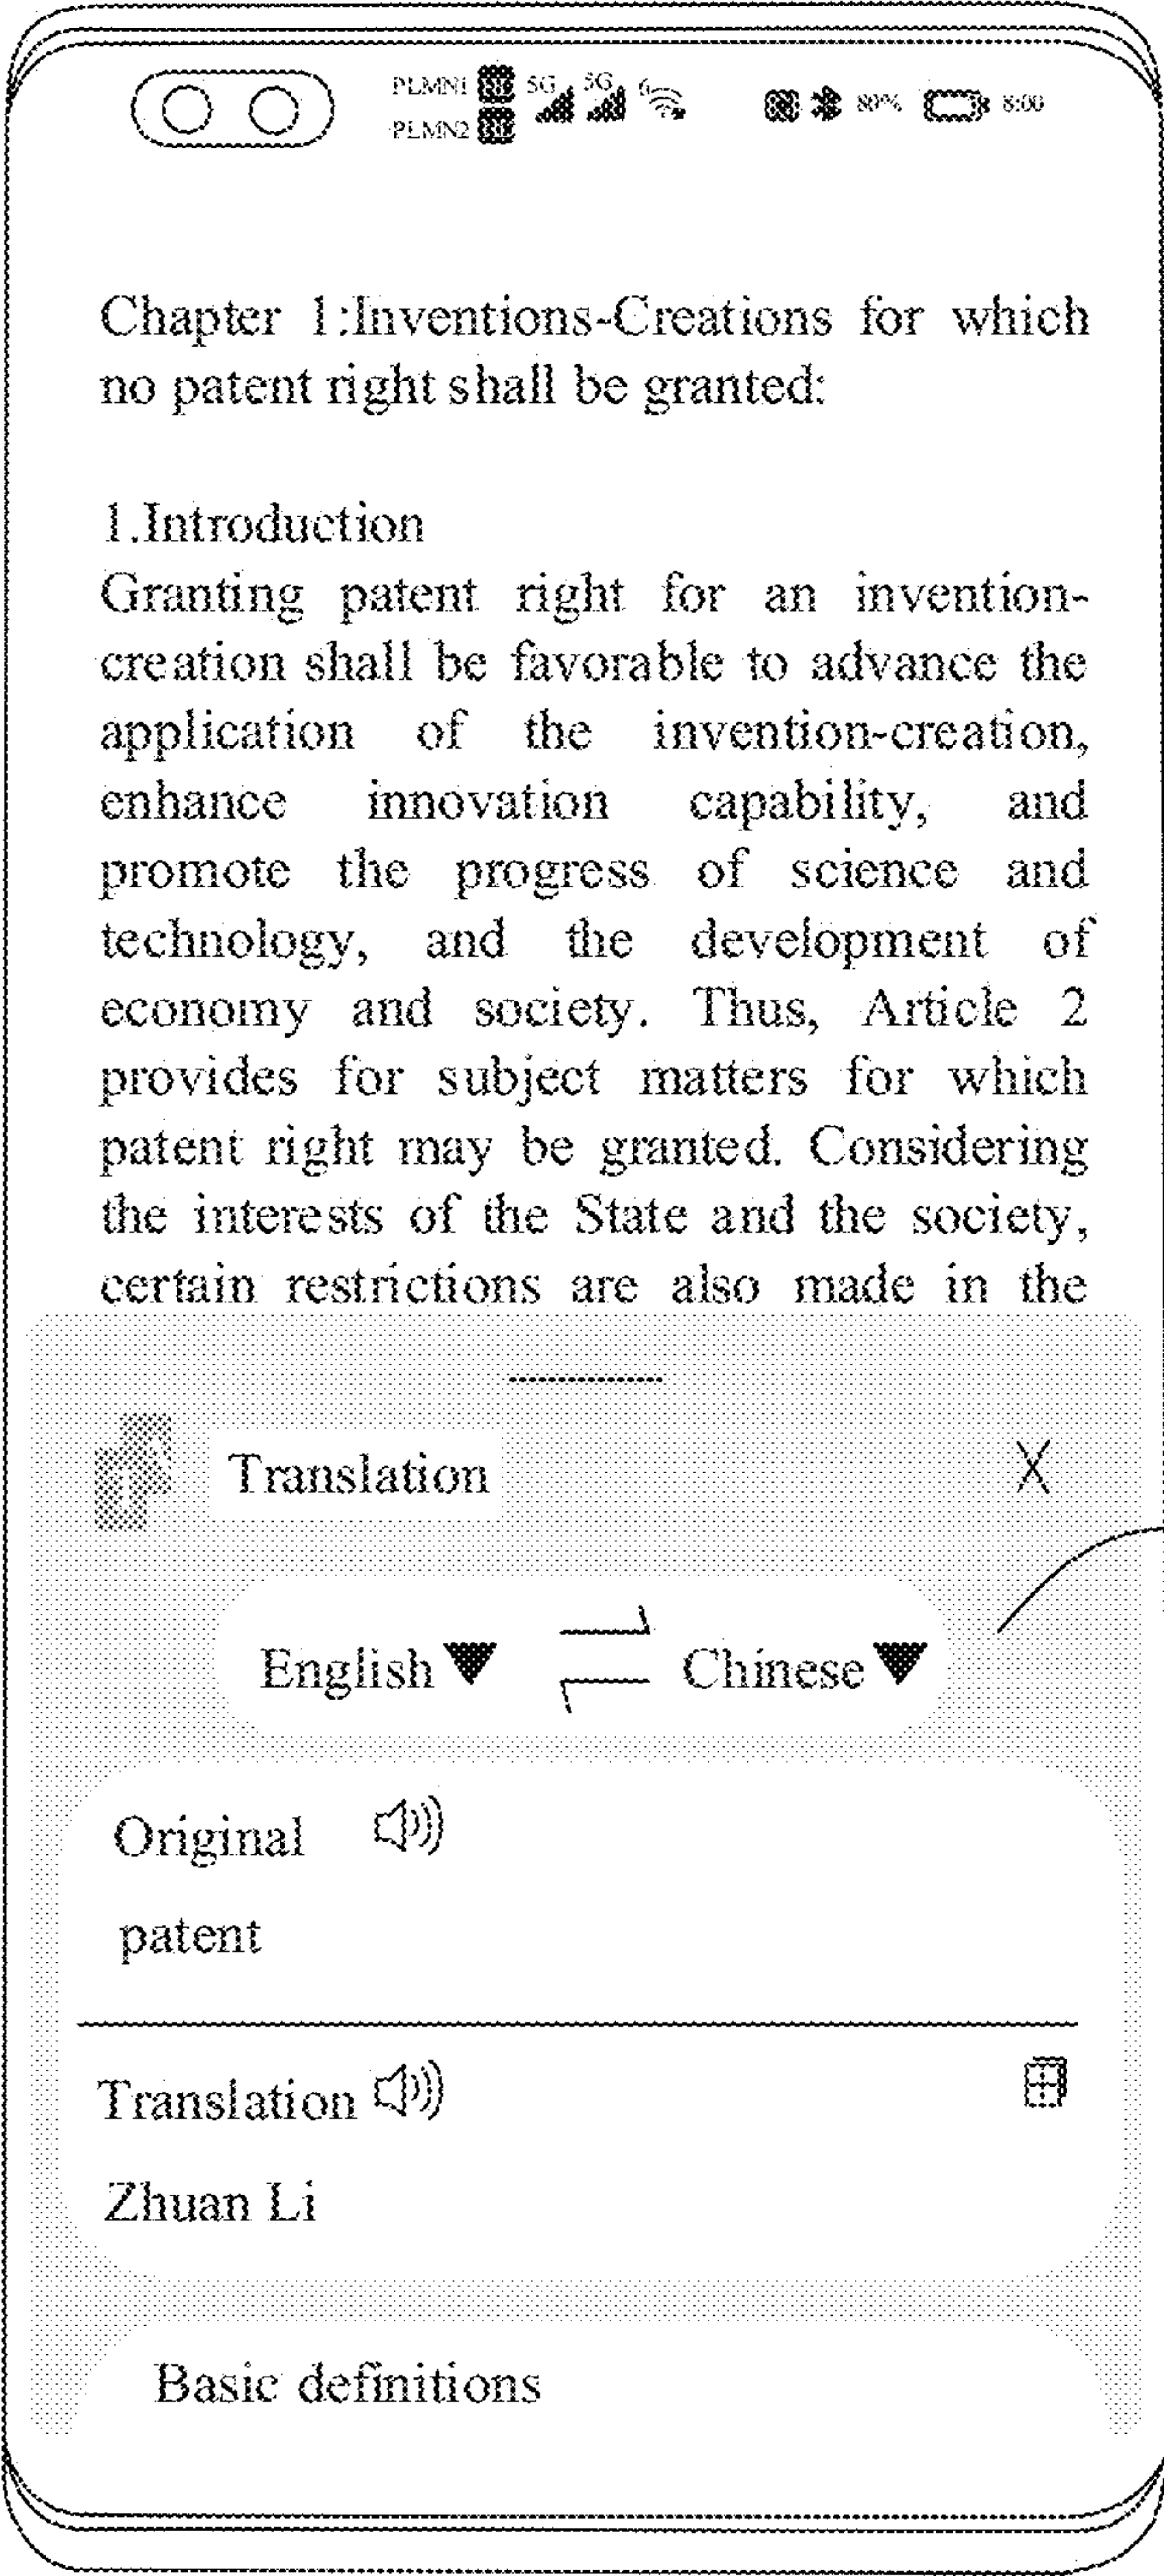 PLMN1 5G 5G 6 80% 8:00
PLMN2
Chapter 1:Inventions-Creations for which
no patent right shall be granted:
1.Introduction
Granting patent right for an invention-
creation shall be favorable to advance the
application of the invention-creation,
enhance innovation capability, and
promote the progress of science and
technology, and the development of
economy and society. Thus, Article 2
provides for subject matters for which
patent right may be granted. Considering
the interests of the State and the society,
certain restrictions are also made in the
Translation X
English Chinese
Original
patent
Translation
Zhuan Li
Basic definitions